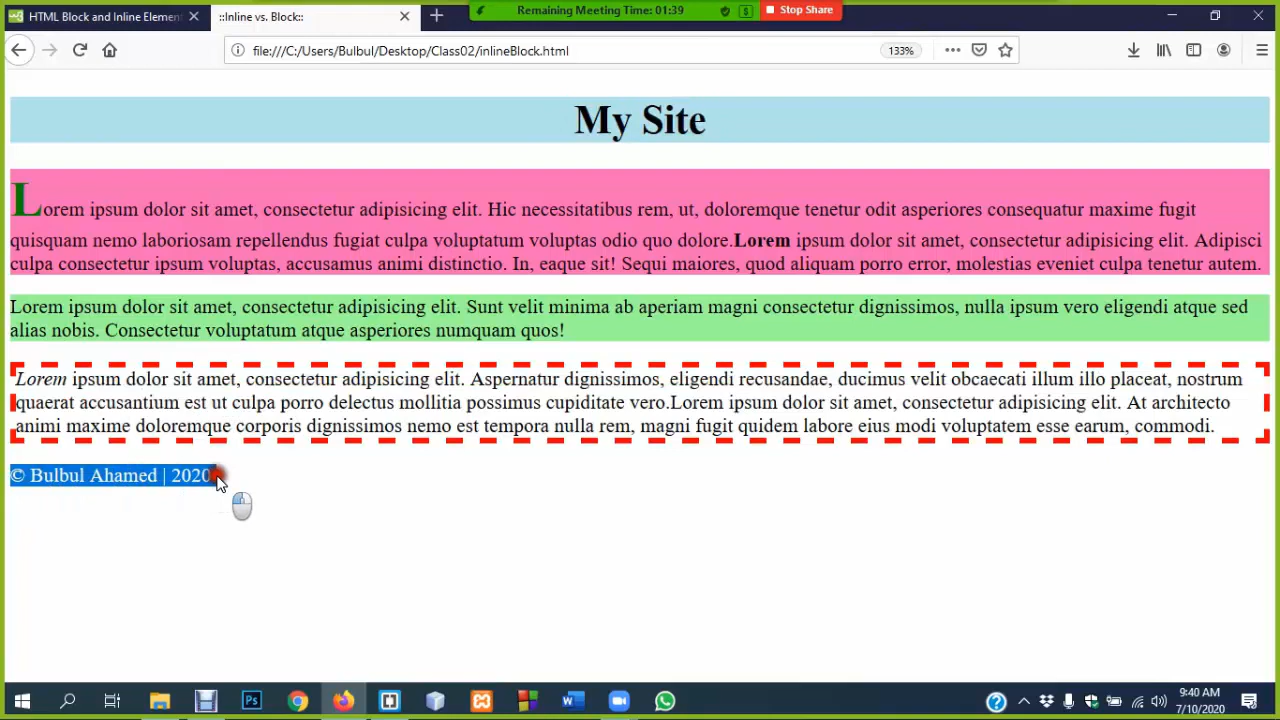 Remaining Meeting Time: 01:39
Stop Share
HTML Block and Inline Element
::Inline vs. Block::
file:///C:/Users/Bulbul/Desktop/Class02/inlineBlock.html
133%
My Site
Lorem ipsum dolor sit amet, consectetur adipisicing elit. Hic necessitatibus rem, ut, doloremque tenetur odit asperiores consequatur maxime fugit
quisquam nemo laboriosam repellendus fugiat culpa voluptatum voluptas odio quo dolore.Lorem ipsum dolor sit amet, consectetur adipisicing elit. Adipisci
culpa consectetur ipsum voluptas, accusamus animi distinctio. In, eaque sit! Sequi maiores, quod aliquam porro error, molestias eveniet culpa tenetur autem.
Lorem ipsum dolor sit amet, consectetur adipisicing elit. Sunt velit minima ab aperiam magni consectetur dignissimos, nulla ipsum vero eligendi atque sed
alias nobis. Consectetur voluptatum atque asperiores numquam quos!
Lorem ipsum dolor sit amet, consectetur adipisicing elit. Aspernatur dignissimos, eligendi recusandae, ducimus velit obcaecati illum illo placeat, nostrum
quaerat accusantium est ut culpa porro delectus mollitia possimus cupiditate vero.Lorem ipsum dolor sit amet, consectetur adipisicing elit. At architecto
animi maxime doloremque corporis dignissimos nemo est tempora nulla rem, magni fugit quidem labore eius modi voluptatem esse earum, commodi.
© Bulbul Ahamed | 2020
9:40 AM
7/10/2020